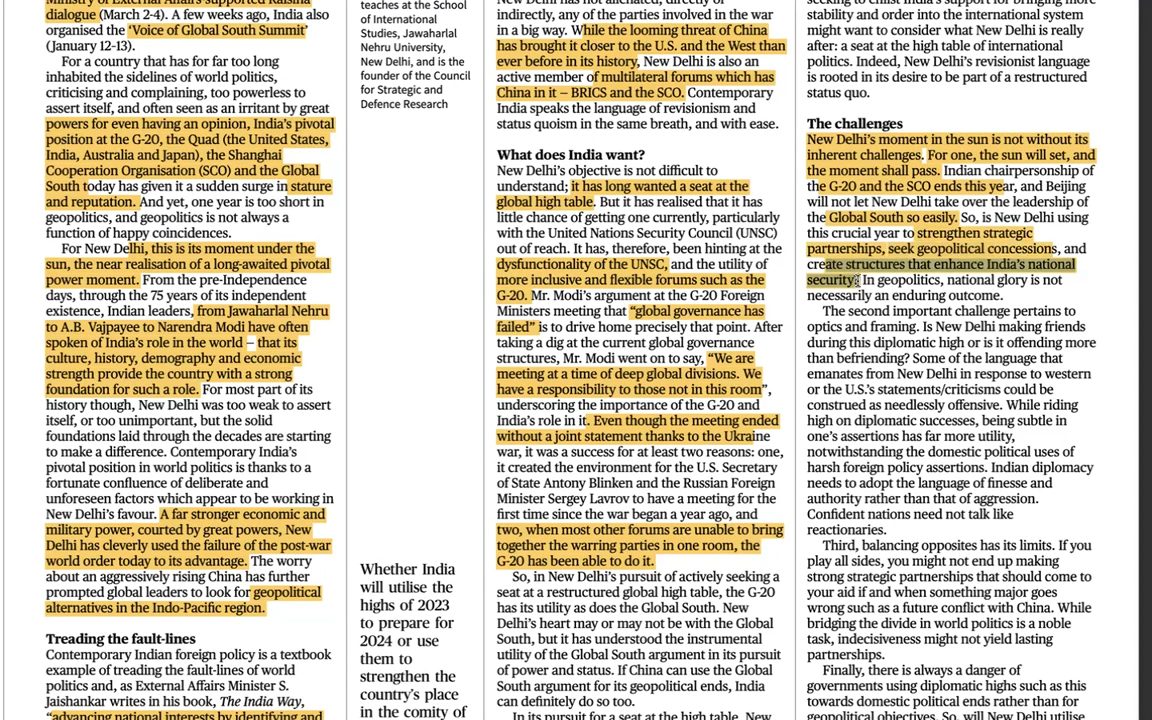 Ministry of External Affairs-supported Raisina
dialogue (March 2-4). A few weeks ago, India also
organised the ‘Voice of Global South Summit’
(January 12-13).
For a country that has for far too long
inhabited the sidelines of world politics,
criticising and complaining, too powerless to
assert itself, and often seen as an irritant by great
powers for even having an opinion, India’s pivotal
position at the G-20, the Quad (the United States,
India, Australia and Japan), the Shanghai
Cooperation Organisation (SCO) and the Global
South today has given it a sudden surge in stature
and reputation. And yet, one year is too short in
geopolitics, and geopolitics is not always a
function of happy coincidences.
For New Delhi, this is its moment under the
sun, the near realisation of a long-awaited pivotal
power moment. From the pre-Independence
days, through the 75 years of its independent
existence, Indian leaders, from Jawaharlal Nehru
to A.B. Vajpayee to Narendra Modi have often
spoken of India’s role in the world — that its
culture, history, demography and economic
strength provide the country with a strong
foundation for such a role. For most part of its
history though, New Delhi was too weak to assert
itself, or too unimportant, but the solid
foundations laid through the decades are starting
to make a difference. Contemporary India’s
pivotal position in world politics is thanks to a
fortunate confluence of deliberate and
unforeseen factors which appear to be working in
New Delhi’s favour. A far stronger economic and
military power, courted by great powers, New
Delhi has cleverly used the failure of the post-war
world order today to its advantage. The worry
about an aggressively rising China has further
prompted global leaders to look for geopolitical
alternatives in the Indo-Pacific region.
Treading the fault-lines
Contemporary Indian foreign policy is a textbook
example of treading the fault-lines of world
politics and, as External Affairs Minister S.
Jaishankar writes in his book, The India Way,
“advancing national interests by identifying and
teaches at the School
of International
Studies, Jawaharlal
Nehru University,
New Delhi, and is the
founder of the Council
for Strategic and
Defence Research
Whether India
will utilise the
highs of 2023
to prepare for
2024 or use
them to
strengthen the
country’s place
in the comity of
New Delhi has not alienated, directly or
indirectly, any of the parties involved in the war
in a big way. While the looming threat of China
has brought it closer to the U.S. and the West than
ever before in its history, New Delhi is also an
active member of multilateral forums which has
China in it — BRICS and the SCO. Contemporary
India speaks the language of revisionism and
status quoism in the same breath, and with ease.
What does India want?
New Delhi’s objective is not difficult to
understand; it has long wanted a seat at the
global high table. But it has realised that it has
little chance of getting one currently, particularly
with the United Nations Security Council (UNSC)
out of reach. It has, therefore, been hinting at the
dysfunctionality of the UNSC, and the utility of
more inclusive and flexible forums such as the
G-20. Mr. Modi’s argument at the G-20 Foreign
Ministers meeting that “global governance has
failed” is to drive home precisely that point. After
taking a dig at the current global governance
structures, Mr. Modi went on to say, “We are
meeting at a time of deep global divisions. We
have a responsibility to those not in this room”,
underscoring the importance of the G-20 and
India’s role in it. Even though the meeting ended
without a joint statement thanks to the Ukraine
war, it was a success for at least two reasons: one,
it created the environment for the U.S. Secretary
of State Antony Blinken and the Russian Foreign
Minister Sergey Lavrov to have a meeting for the
first time since the war began a year ago, and
two, when most other forums are unable to bring
together the warring parties in one room, the
G-20 has been able to do it.
So, in New Delhi’s pursuit of actively seeking a
seat at a restructured global high table, the G-20
has its utility as does the Global South. New
Delhi’s heart may or may not be with the Global
South, but it has understood the instrumental
utility of the Global South argument in its pursuit
of power and status. If China can use the Global
South argument for its geopolitical ends, India
can definitely do so too.
In its pursuit for a seat at the high table, New
seeking to enlist India’s support for bringing more
stability and order into the international system
might want to consider what New Delhi is really
after: a seat at the high table of international
politics. Indeed, New Delhi’s revisionist language
is rooted in its desire to be part of a restructured
status quo.
The challenges
New Delhi’s moment in the sun is not without its
inherent challenges. For one, the sun will set, and
the moment shall pass. Indian chairpersonship of
the G-20 and the SCO ends this year, and Beijing
will not let New Delhi take over the leadership of
the Global South so easily. So, is New Delhi using
this crucial year to strengthen strategic
partnerships, seek geopolitical concessions, and
create structures that enhance India’s national
security? In geopolitics, national glory is not
necessarily an enduring outcome.
The second important challenge pertains to
optics and framing. Is New Delhi making friends
during this diplomatic high or is it offending more
than befriending? Some of the language that
emanates from New Delhi in response to western
or the U.S.’s statements/criticisms could be
construed as needlessly offensive. While riding
high on diplomatic successes, being subtle in
one’s assertions has far more utility,
notwithstanding the domestic political uses of
harsh foreign policy assertions. Indian diplomacy
needs to adopt the language of finesse and
authority rather than that of aggression.
Confident nations need not talk like
reactionaries.
Third, balancing opposites has its limits. If you
play all sides, you might not end up making
strong strategic partnerships that should come to
your aid if and when something major goes
wrong such as a future conflict with China. While
bridging the divide in world politics is a noble
task, indecisiveness might not yield lasting
partnerships.
Finally, there is always a danger of
governments using diplomatic highs such as this
towards domestic political ends rather than for
geopolitical objectives. So, will New Delhi utilise